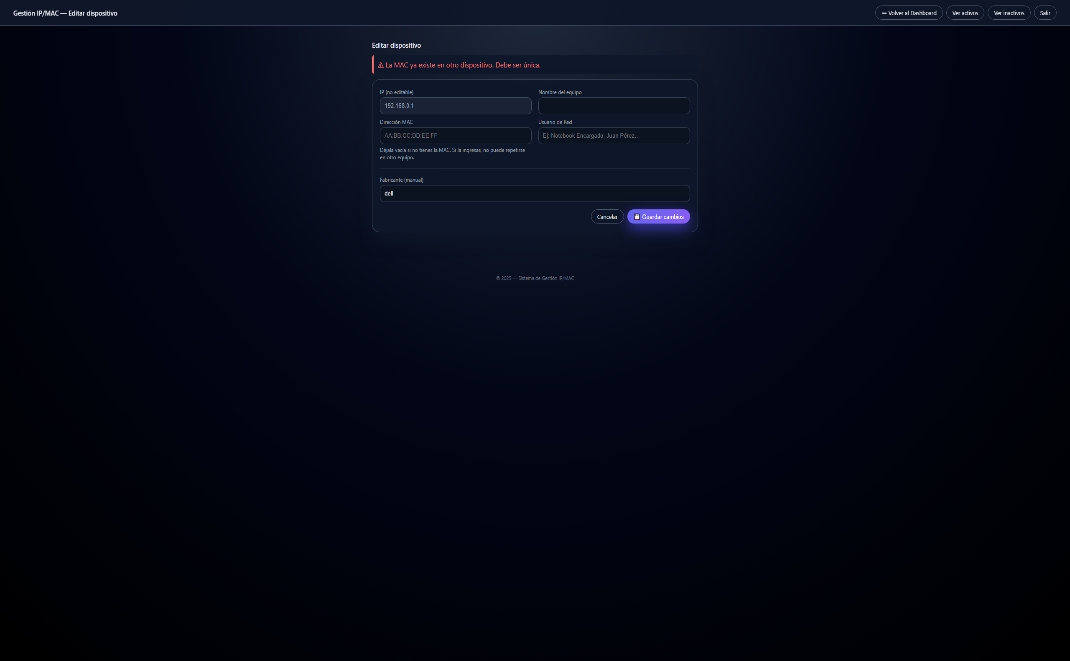 Gestión IP/MAC — Editar dispositivo
← Volver al Dashboard
Ver activos
Ver inactivos
Salir
Editar dispositivo
⚠ La MAC ya existe en otro dispositivo. Debe ser única.
IP (no editable)
192.168.0.1
Nombre del equipo
Dirección MAC
AA:BB:CC:DD:EE:FF
Déjala vacía si no tienes la MAC. Si la ingresas, no puede repetirse
en otro equipo.
Usuario de Red
Ej: Notebook Encargado, Juan Pérez...
Fabricante (manual)
dell
Cancelar
Guardar cambios
© 2025 — Sistema de Gestión IP/MAC